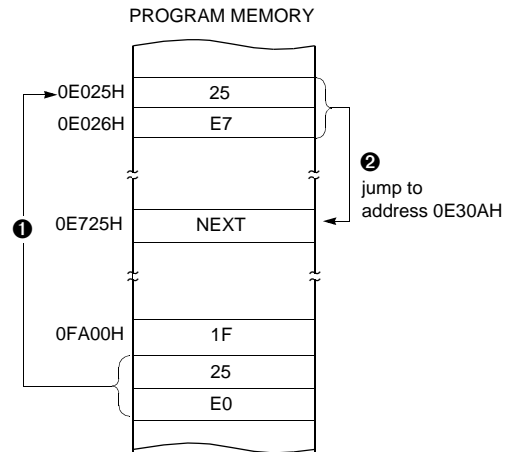 PROGRAM MEMORY
0E025H 25
0E026H E7
❷
jump to
address 0E30AH
❶ 0E725H NEXT
0FA00H 1F
25
E0